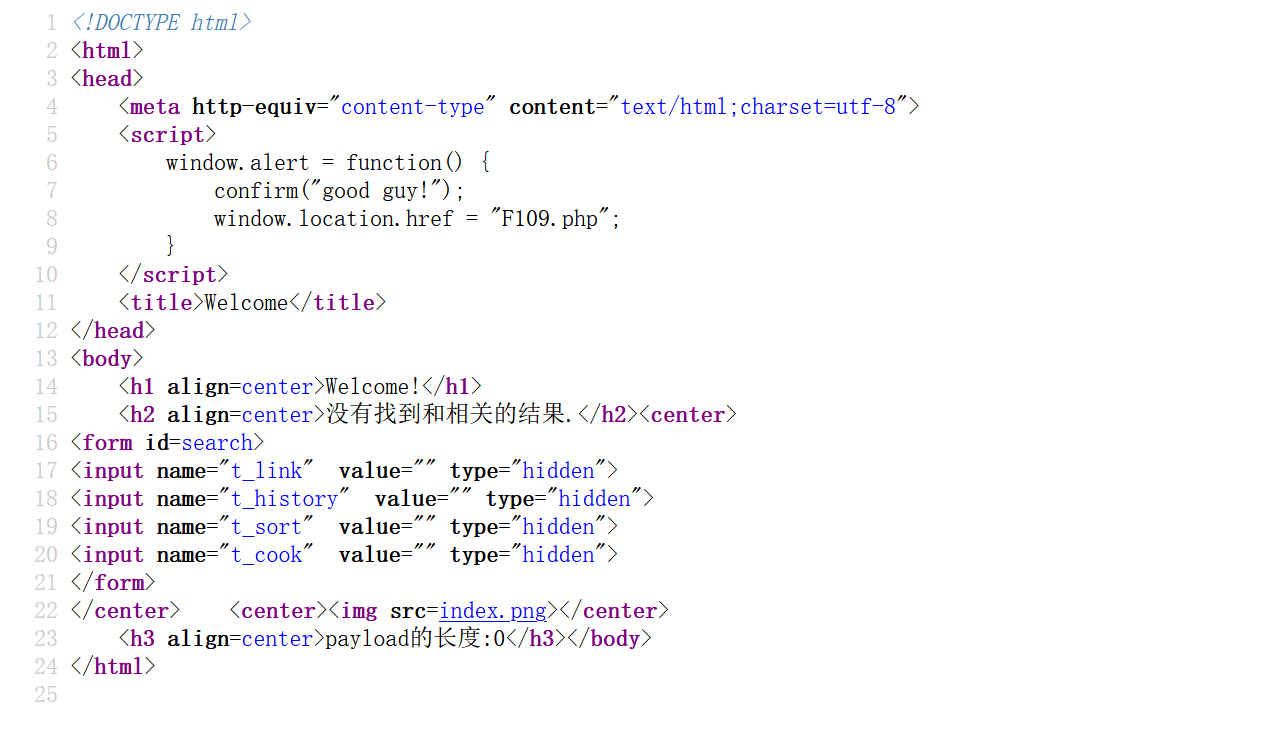 1 <!DOCTYPE html>
2 <html>
3 <head>
4     <meta http-equiv="content-type" content="text/html;charset=utf-8">
5     <script>
6         window.alert = function() {
7             confirm("good guy!");
8             window.location.href = "F109.php";
9         }
10     </script>
11     <title>Welcome</title>
12 </head>
13 <body>
14     <h1 align=center>Welcome!</h1>
15     <h2 align=center>没有找到和相关的结果.</h2><center>
16 <form id=search>
17 <input name="t_link"  value="" type="hidden">
18 <input name="t_history"  value="" type="hidden">
19 <input name="t_sort"  value="" type="hidden">
20 <input name="t_cook"  value="" type="hidden">
21 </form>
22 </center>    <center><img src=index.png></center>
23     <h3 align=center>payload的长度:0</h3></body>
24 </html>
25